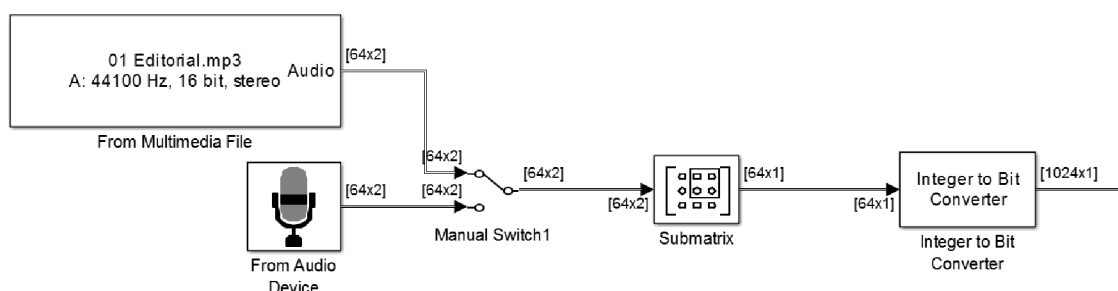 01 Editorial.mp3
A: 44100 Hz, 16 bit, stereo
Audio
[64x2]
From Multimedia File
From Audio
Device
[64x2]
[64x2]
[64x2]
Manual Switch1
[64x2]
[64x2]
Submatrix
[64x1]
[64x1]
Integer to Bit
Converter
Integer to Bit
Converter
[1024x1]